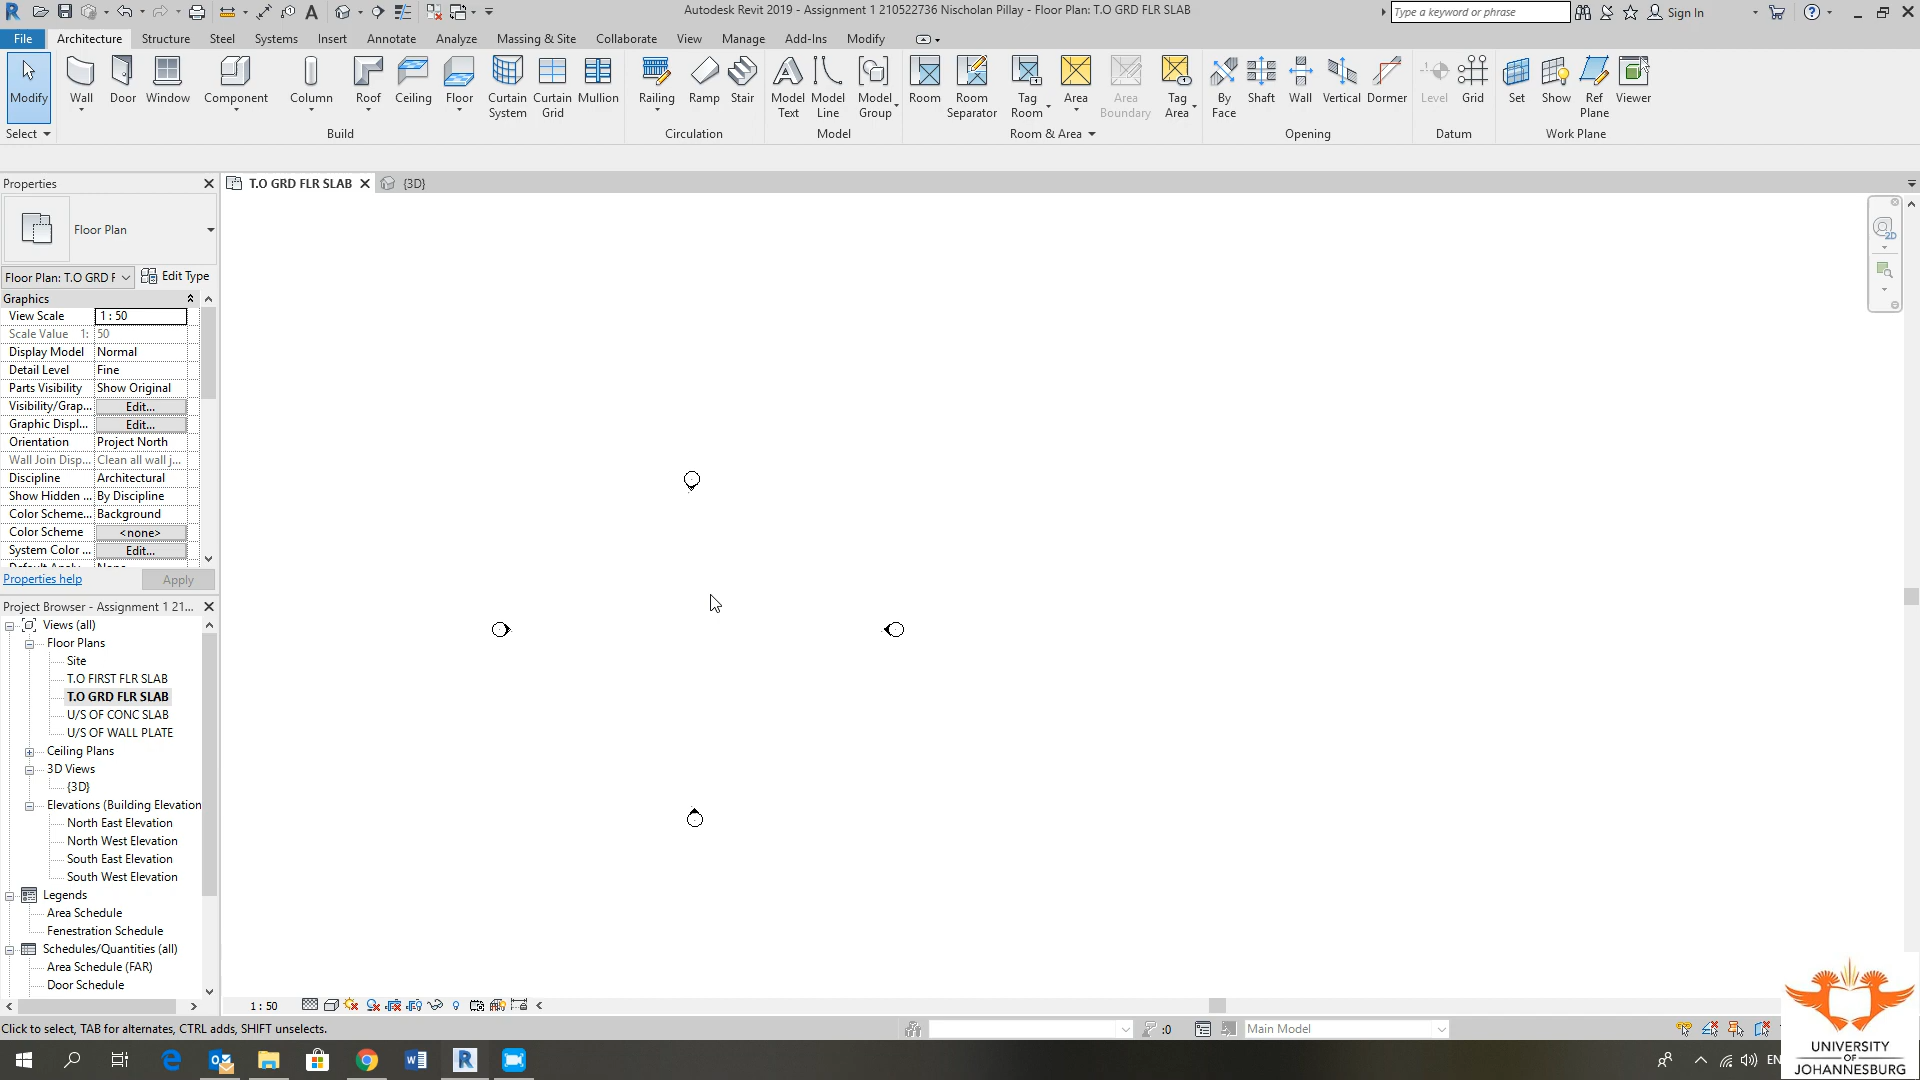 Autodesk Revit 2019 - Assignment 1 210522736 Nischolan Pillay - Floor Plan: T.O GRD FLR SLAB
Type a keyword or phrase
Sign In
File Architecture Structure Steel Systems Insert Annotate Analyze Massing & Site Collaborate View Manage Add-Ins Modify
Modify Wall Door Window Component Column Roof Ceiling Floor Curtain System Curtain Grid Mullion Railing Ramp Stair Model Text Model Line Model Group Room Room Separator Tag Room Area Area Boundary Tag Area By Face Shaft Wall Vertical Dormer Level Grid Set Show Ref Plane Viewer
Select Build Circulation Model Room & Area Opening Datum Work Plane
Properties
T.O GRD FLR SLAB {3D}
2D
Floor Plan
Floor Plan: T.O GRD F Edit Type
Graphics
View Scale 1 : 50
Scale Value 1: 50
Display Model Normal
Detail Level Fine
Parts Visibility Show Original
Visibility/Grap... Edit...
Graphic Displ... Edit...
Orientation Project North
Wall Join Disp... Clean all wall j...
Discipline Architectural
Show Hidden ... By Discipline
Color Scheme... Background
Color Scheme <none>
System Color ... Edit...
Properties help Apply
Project Browser - Assignment 1 21...
Views (all)
Floor Plans
Site
T.O FIRST FLR SLAB
T.O GRD FLR SLAB
U/S OF CONC SLAB
U/S OF WALL PLATE
Ceiling Plans
3D Views
{3D}
Elevations (Building Elevation
North East Elevation
North West Elevation
South East Elevation
South West Elevation
Legends
Area Schedule
Fenestration Schedule
Schedules/Quantities (all)
Area Schedule (FAR)
Door Schedule
1 : 50
Click to select, TAB for alternates, CTRL adds, SHIFT unselects.
:0
Main Model
EN
UNIVERSITY
OF
JOHANNESBURG